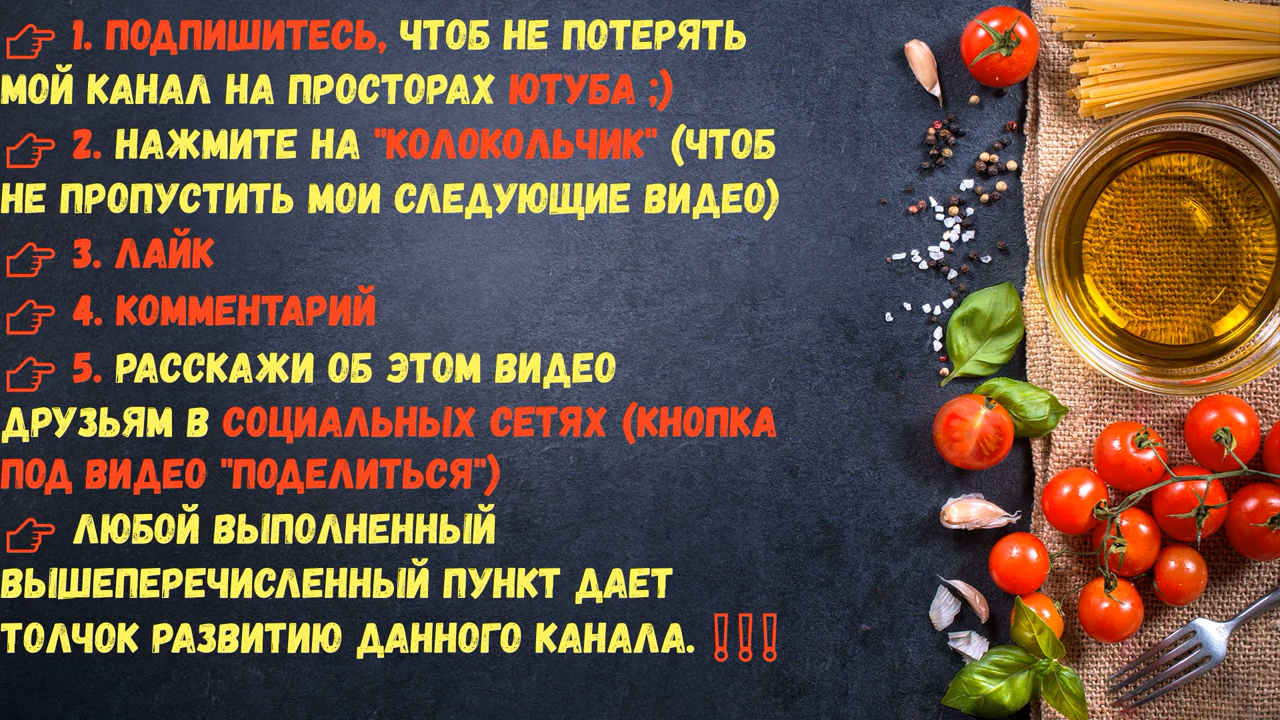 👉 1. ПОДПИШИТЕСЬ, ЧТОБ НЕ ПОТЕРЯТЬ
МОЙ КАНАЛ НА ПРОСТОРАХ ЮТУБА ;)
👉 2. НАЖМИТЕ НА "КОЛОКОЛЬЧИК" (ЧТОБ
НЕ ПРОПУСТИТЬ МОИ СЛЕДУЮЩИЕ ВИДЕО)
👉 3. ЛАЙК
👉 4. КОММЕНТАРИЙ
👉 5. РАССКАЖИ ОБ ЭТОМ ВИДЕО
ДРУЗЬЯМ В СОЦИАЛЬНЫХ СЕТЯХ (КНОПКА
ПОД ВИДЕО "ПОДЕЛИТЬСЯ")
👉 ЛЮБОЙ ВЫПОЛНЕННЫЙ
ВЫШЕПЕРЕЧИСЛЕННЫЙ ПУНКТ ДАЕТ
ТОЛЧОК РАЗВИТИЮ ДАННОГО КАНАЛА. !!!